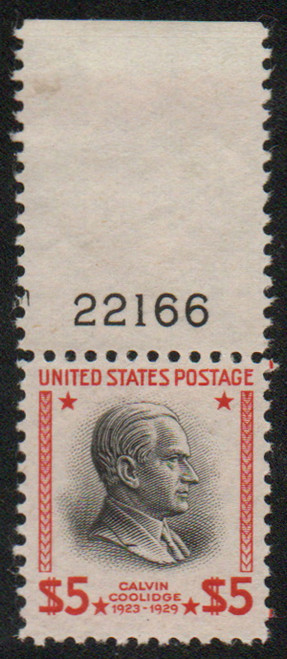 22166
UNITED STATES POSTAGE
$5 CALVIN COOLIDGE 1923-1929 $5